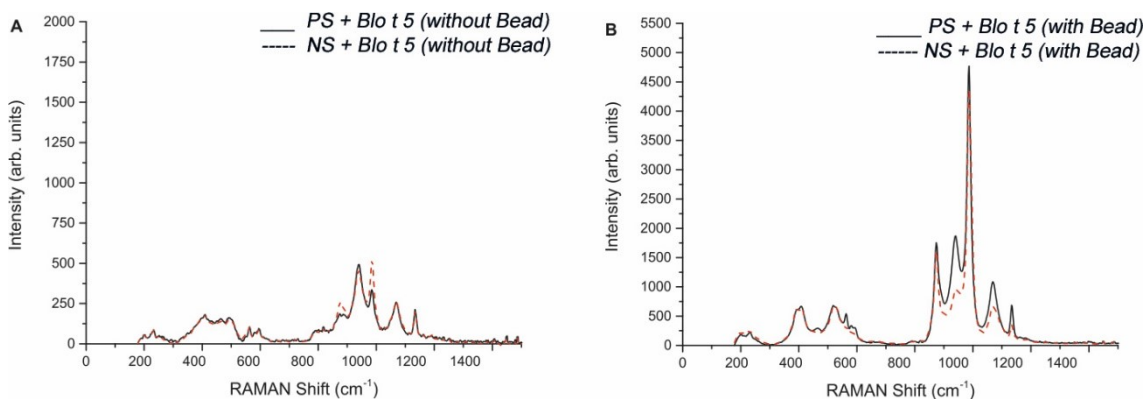 A
PS + Blo t 5 (without Bead)
NS + Blo t 5 (without Bead)
2000
1750
1500
1250
1000
750
500
250
0
Intensity (arb. units)
0 200 400 600 800 1000 1200 1400
RAMAN Shift (cm⁻¹)
B
PS + Blo t 5 (with Bead)
NS + Blo t 5 (with Bead)
5500
5000
4500
4000
3500
3000
2500
2000
1500
1000
500
0
Intensity (arb. units)
0 200 400 600 800 1000 1200 1400
RAMAN Shift (cm⁻¹)